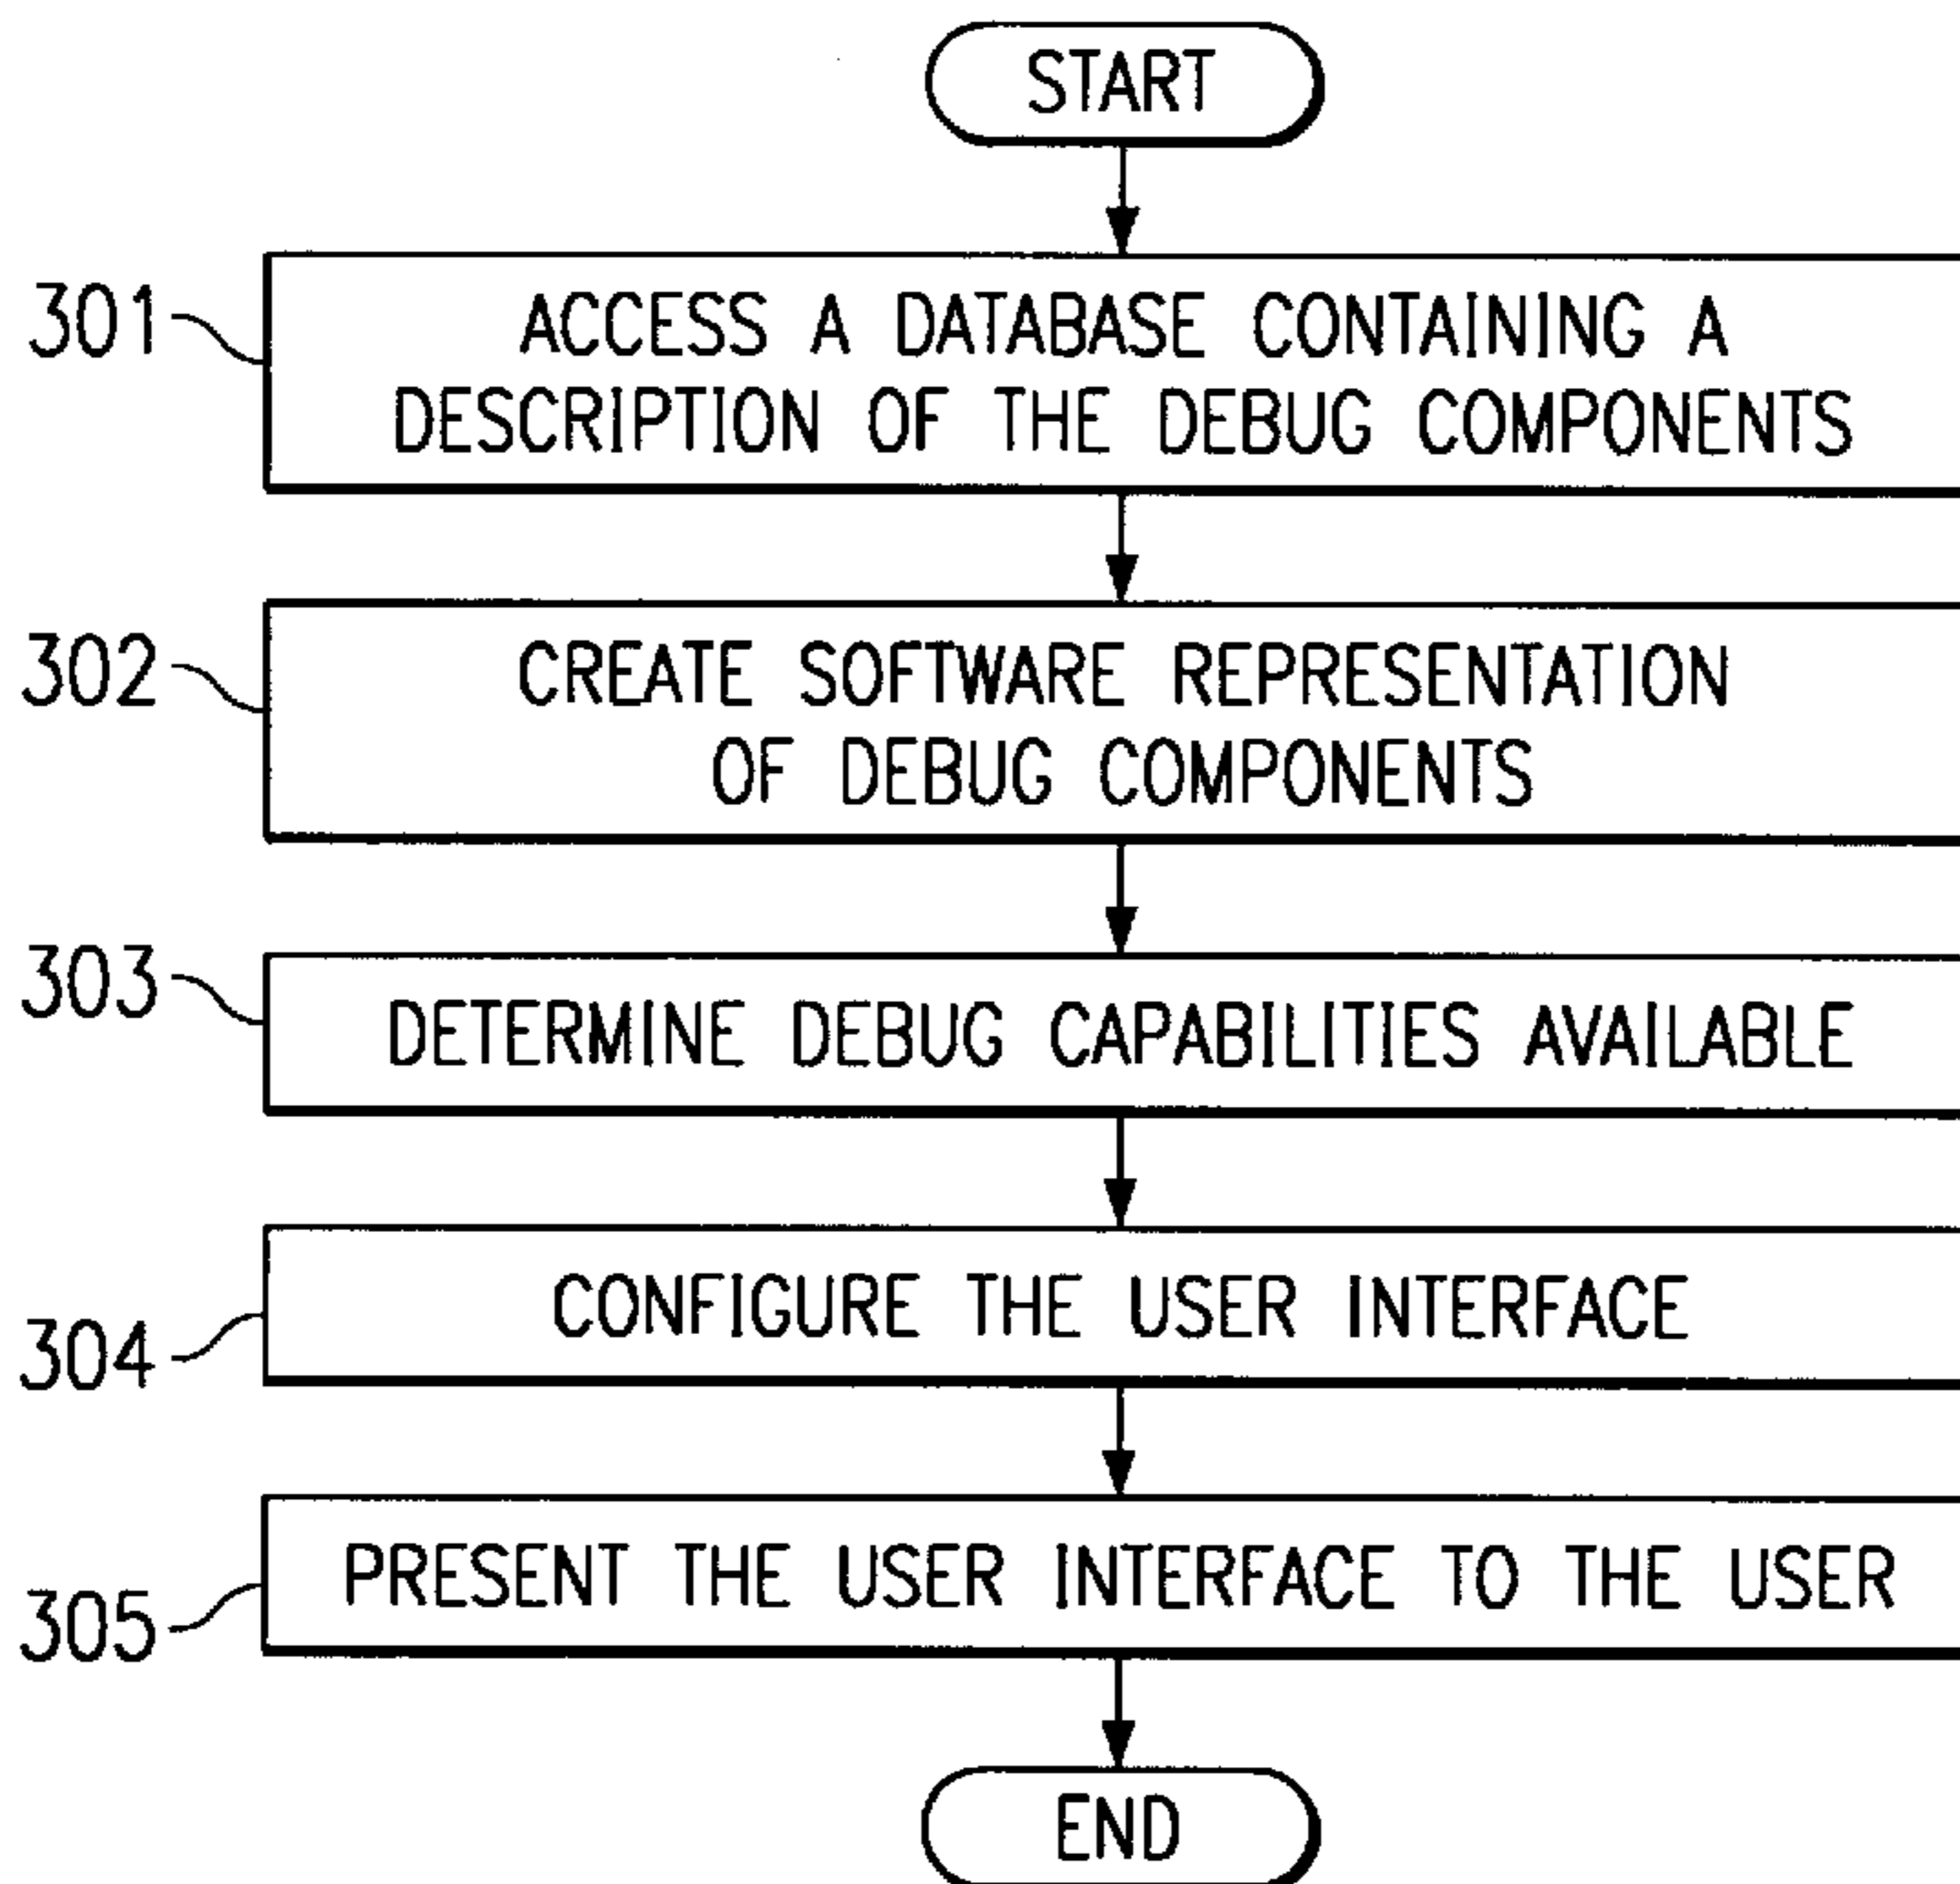 START
301
ACCESS A DATABASE CONTAINING A
DESCRIPTION OF THE DEBUG COMPONENTS
302
CREATE SOFTWARE REPRESENTATION
OF DEBUG COMPONENTS
303
DETERMINE DEBUG CAPABILITIES AVAILABLE
304
CONFIGURE THE USER INTERFACE
305
PRESENT THE USER INTERFACE TO THE USER
END